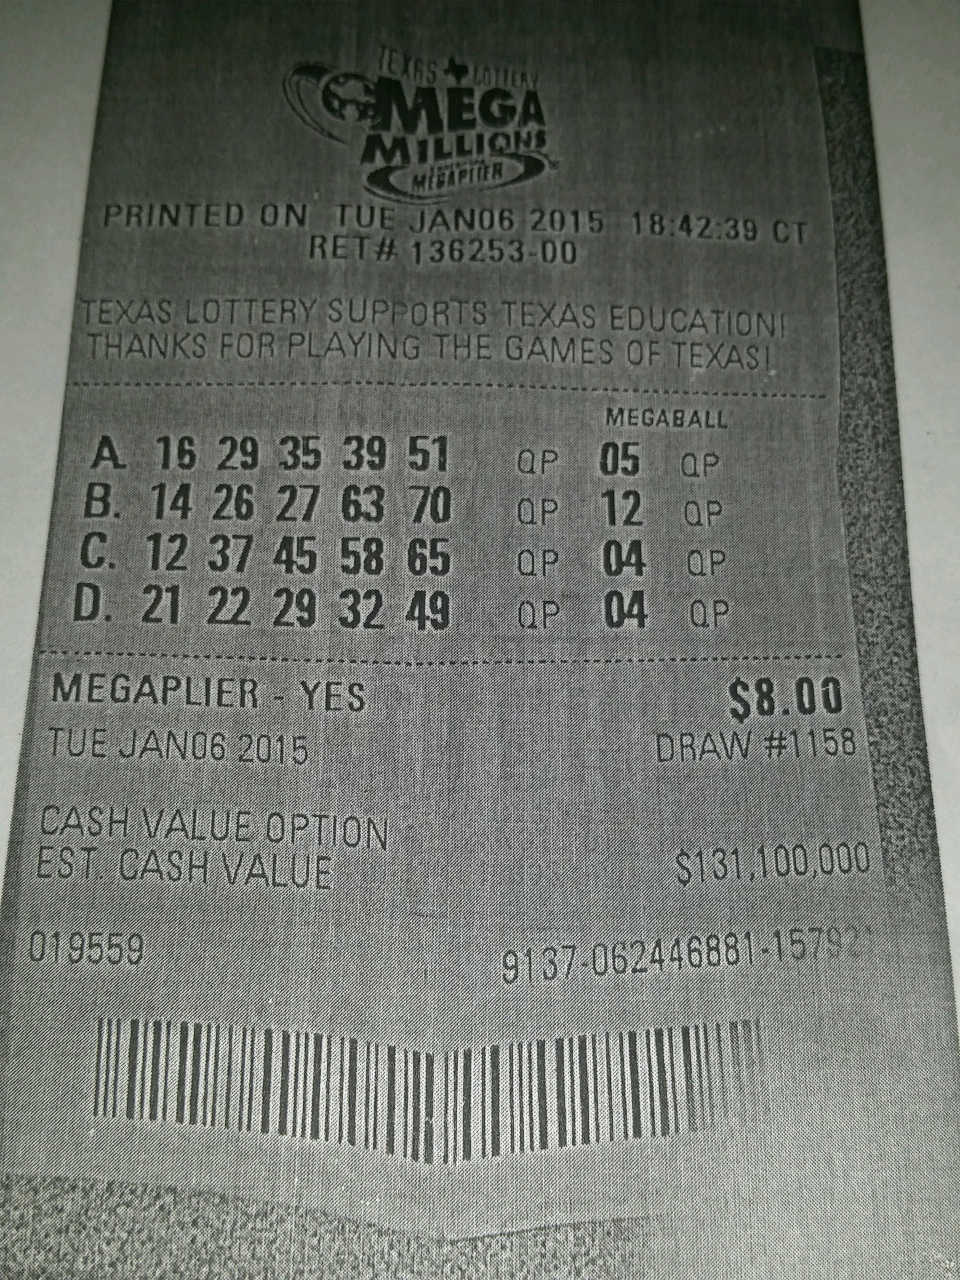 TEXAS LOTTERY
MEGA
MILLIONS
MEGAPLIER
PRINTED ON TUE JAN06 2015 18:42:39 CT
RET# 136253-00
TEXAS LOTTERY SUPPORTS TEXAS EDUCATION!
THANKS FOR PLAYING THE GAMES OF TEXAS!
MEGABALL
A. 16 29 35 39 51 QP 05 QP
B. 14 26 27 63 70 QP 12 QP
C. 12 37 45 58 65 QP 04 QP
D. 21 22 29 32 49 QP 04 QP
MEGAPLIER - YES $8.00
TUE JAN06 2015 DRAW #1158
CASH VALUE OPTION
EST. CASH VALUE $131,100,000
019559